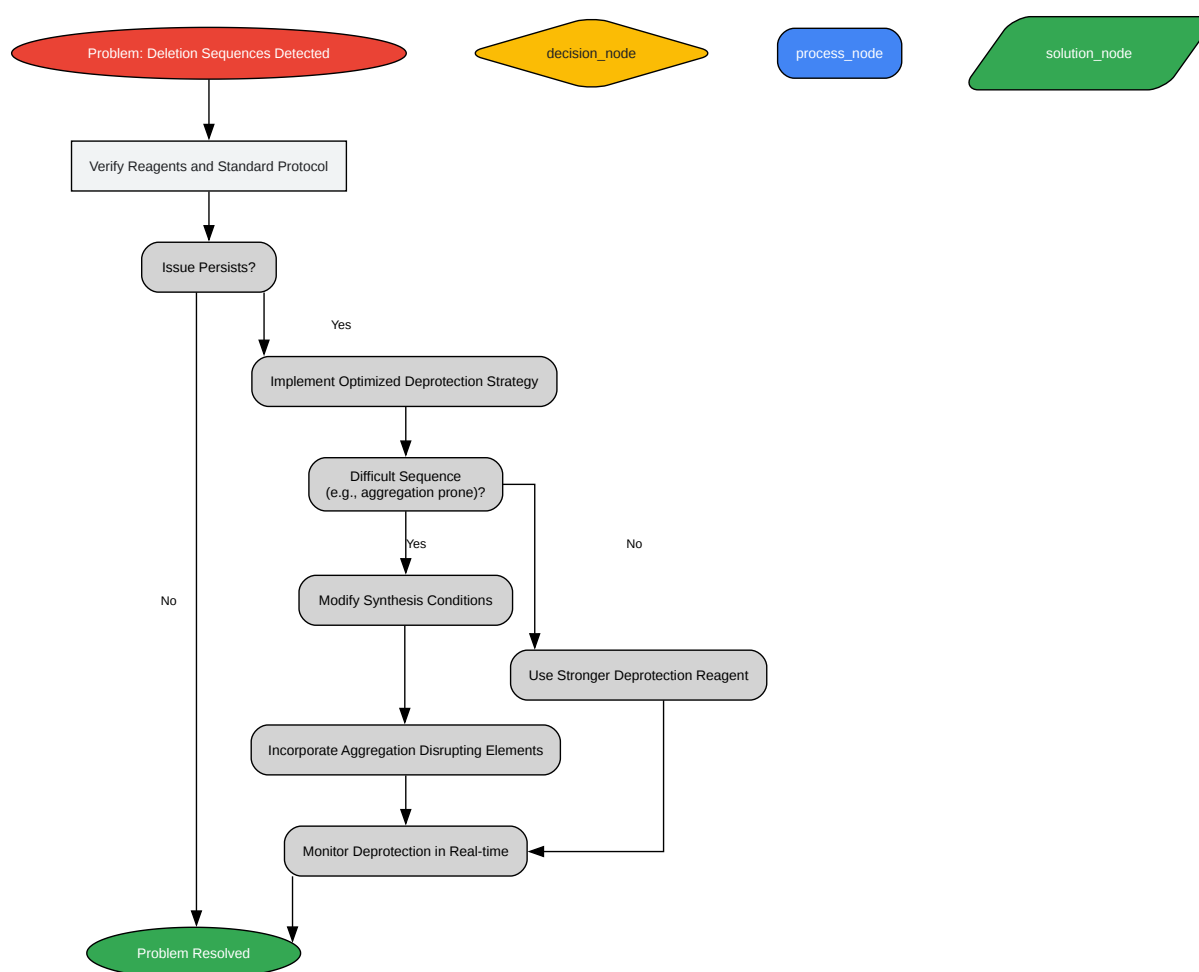 Problem: Deletion Sequences Detected
decision_node
process_node
solution_node
Verify Reagents and Standard Protocol
Issue Persists?
Yes
Implement Optimized Deprotection Strategy
Difficult Sequence
(e.g., aggregation prone)?
Yes
No
Modify Synthesis Conditions
No
Use Stronger Deprotection Reagent
Incorporate Aggregation Disrupting Elements
Monitor Deprotection in Real-time
Problem Resolved